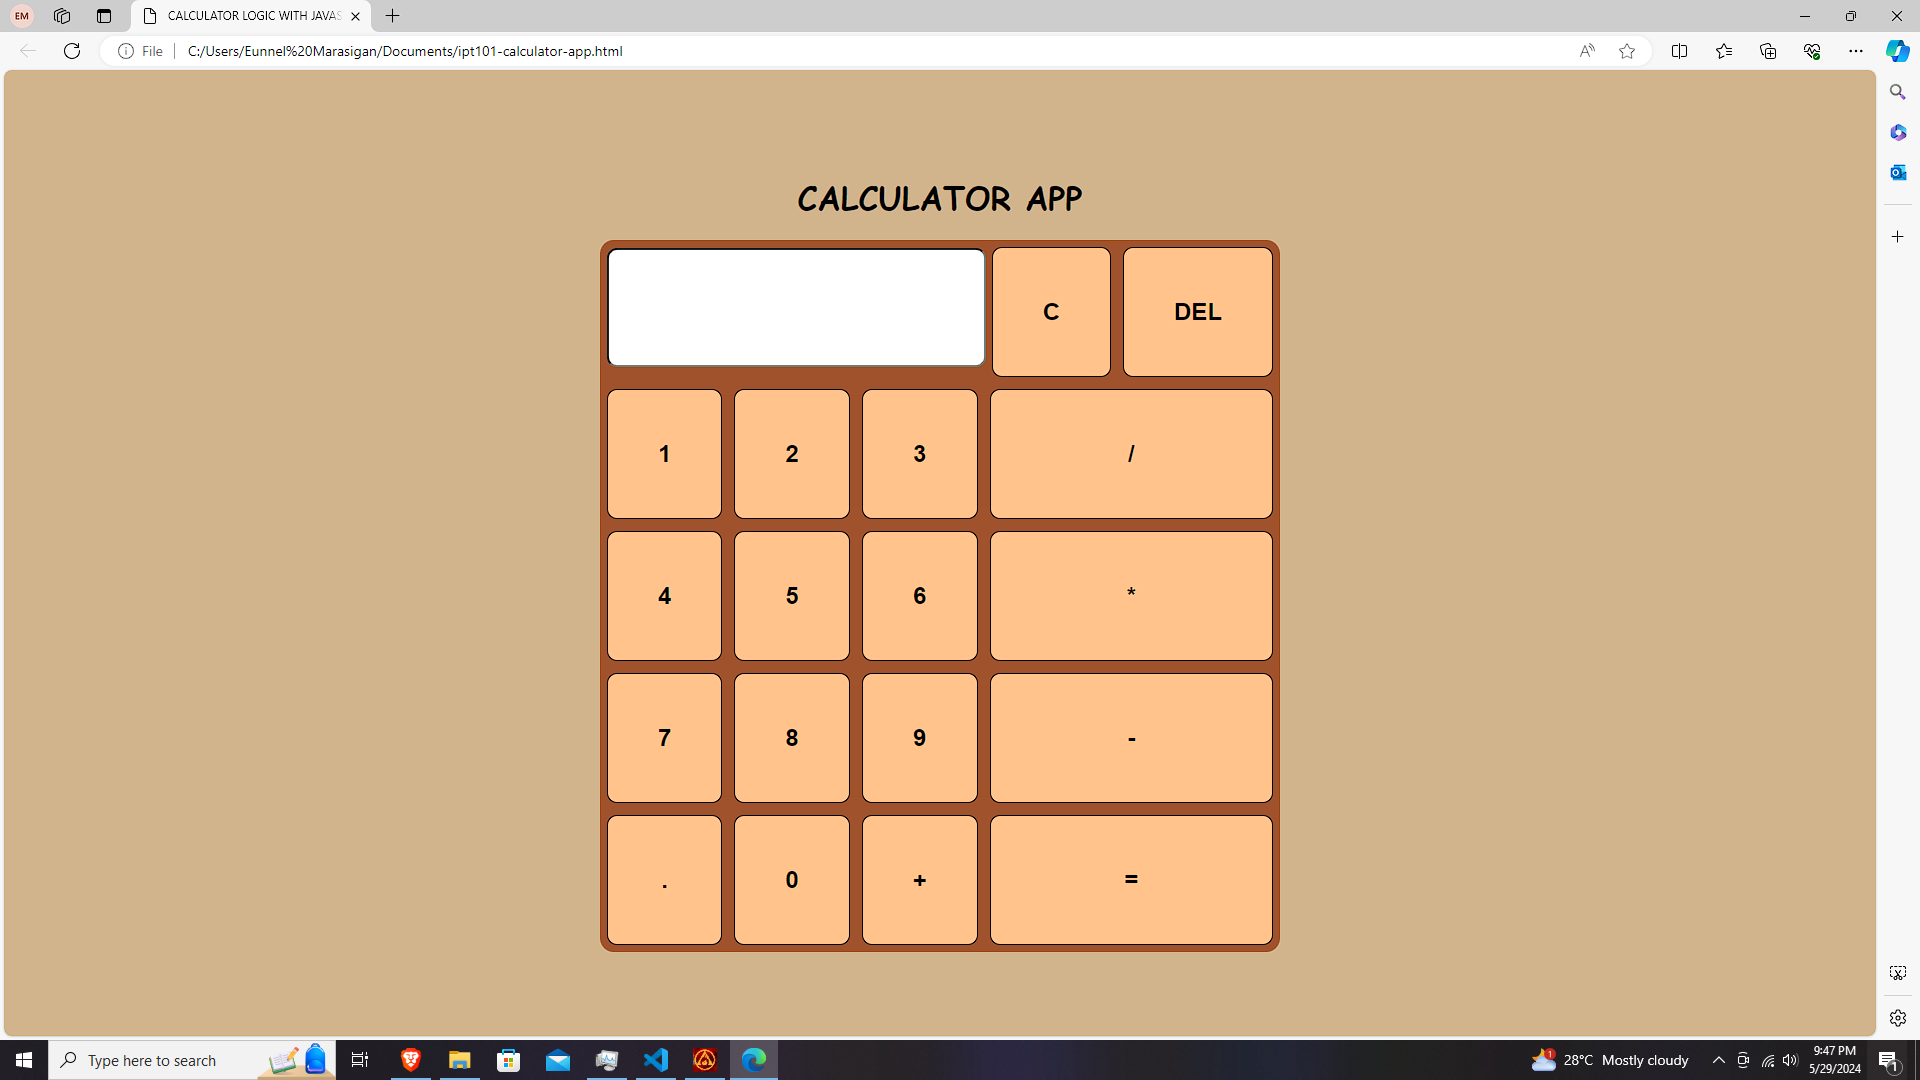 EM
CALCULATOR LOGIC WITH JAVAS
File
C:/Users/Eunnel%20Marasigan/Documents/ipt101-calculator-app.html
CALCULATOR APP
C DEL
1 2 3 /
4 5 6 *
7 8 9 -
. 0 + =
Type here to search
1
28°C Mostly cloudy
9:47 PM
5/29/2024
1